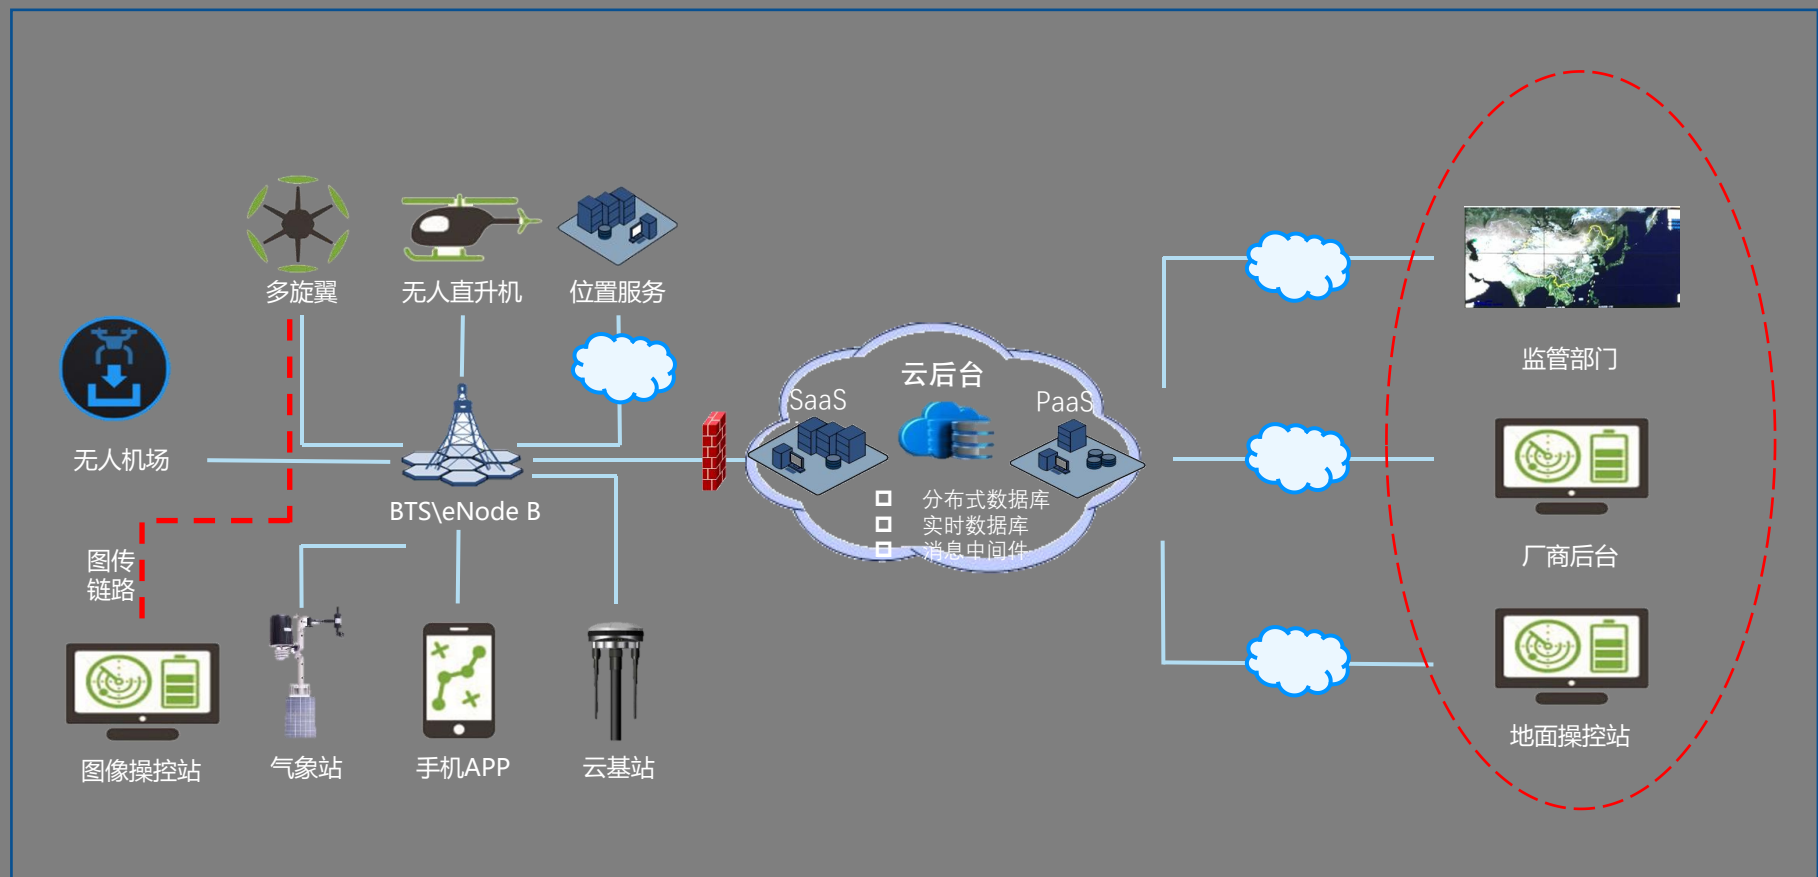 多旋翼
无人直升机
位置服务
无人机场
BTS\eNode B
图传
链路
图像操控站
气象站
手机APP
云基站
云后台
SaaS
PaaS
分布式数据库
实时数据库
消息中间件
监管部门
厂商后台
地面操控站